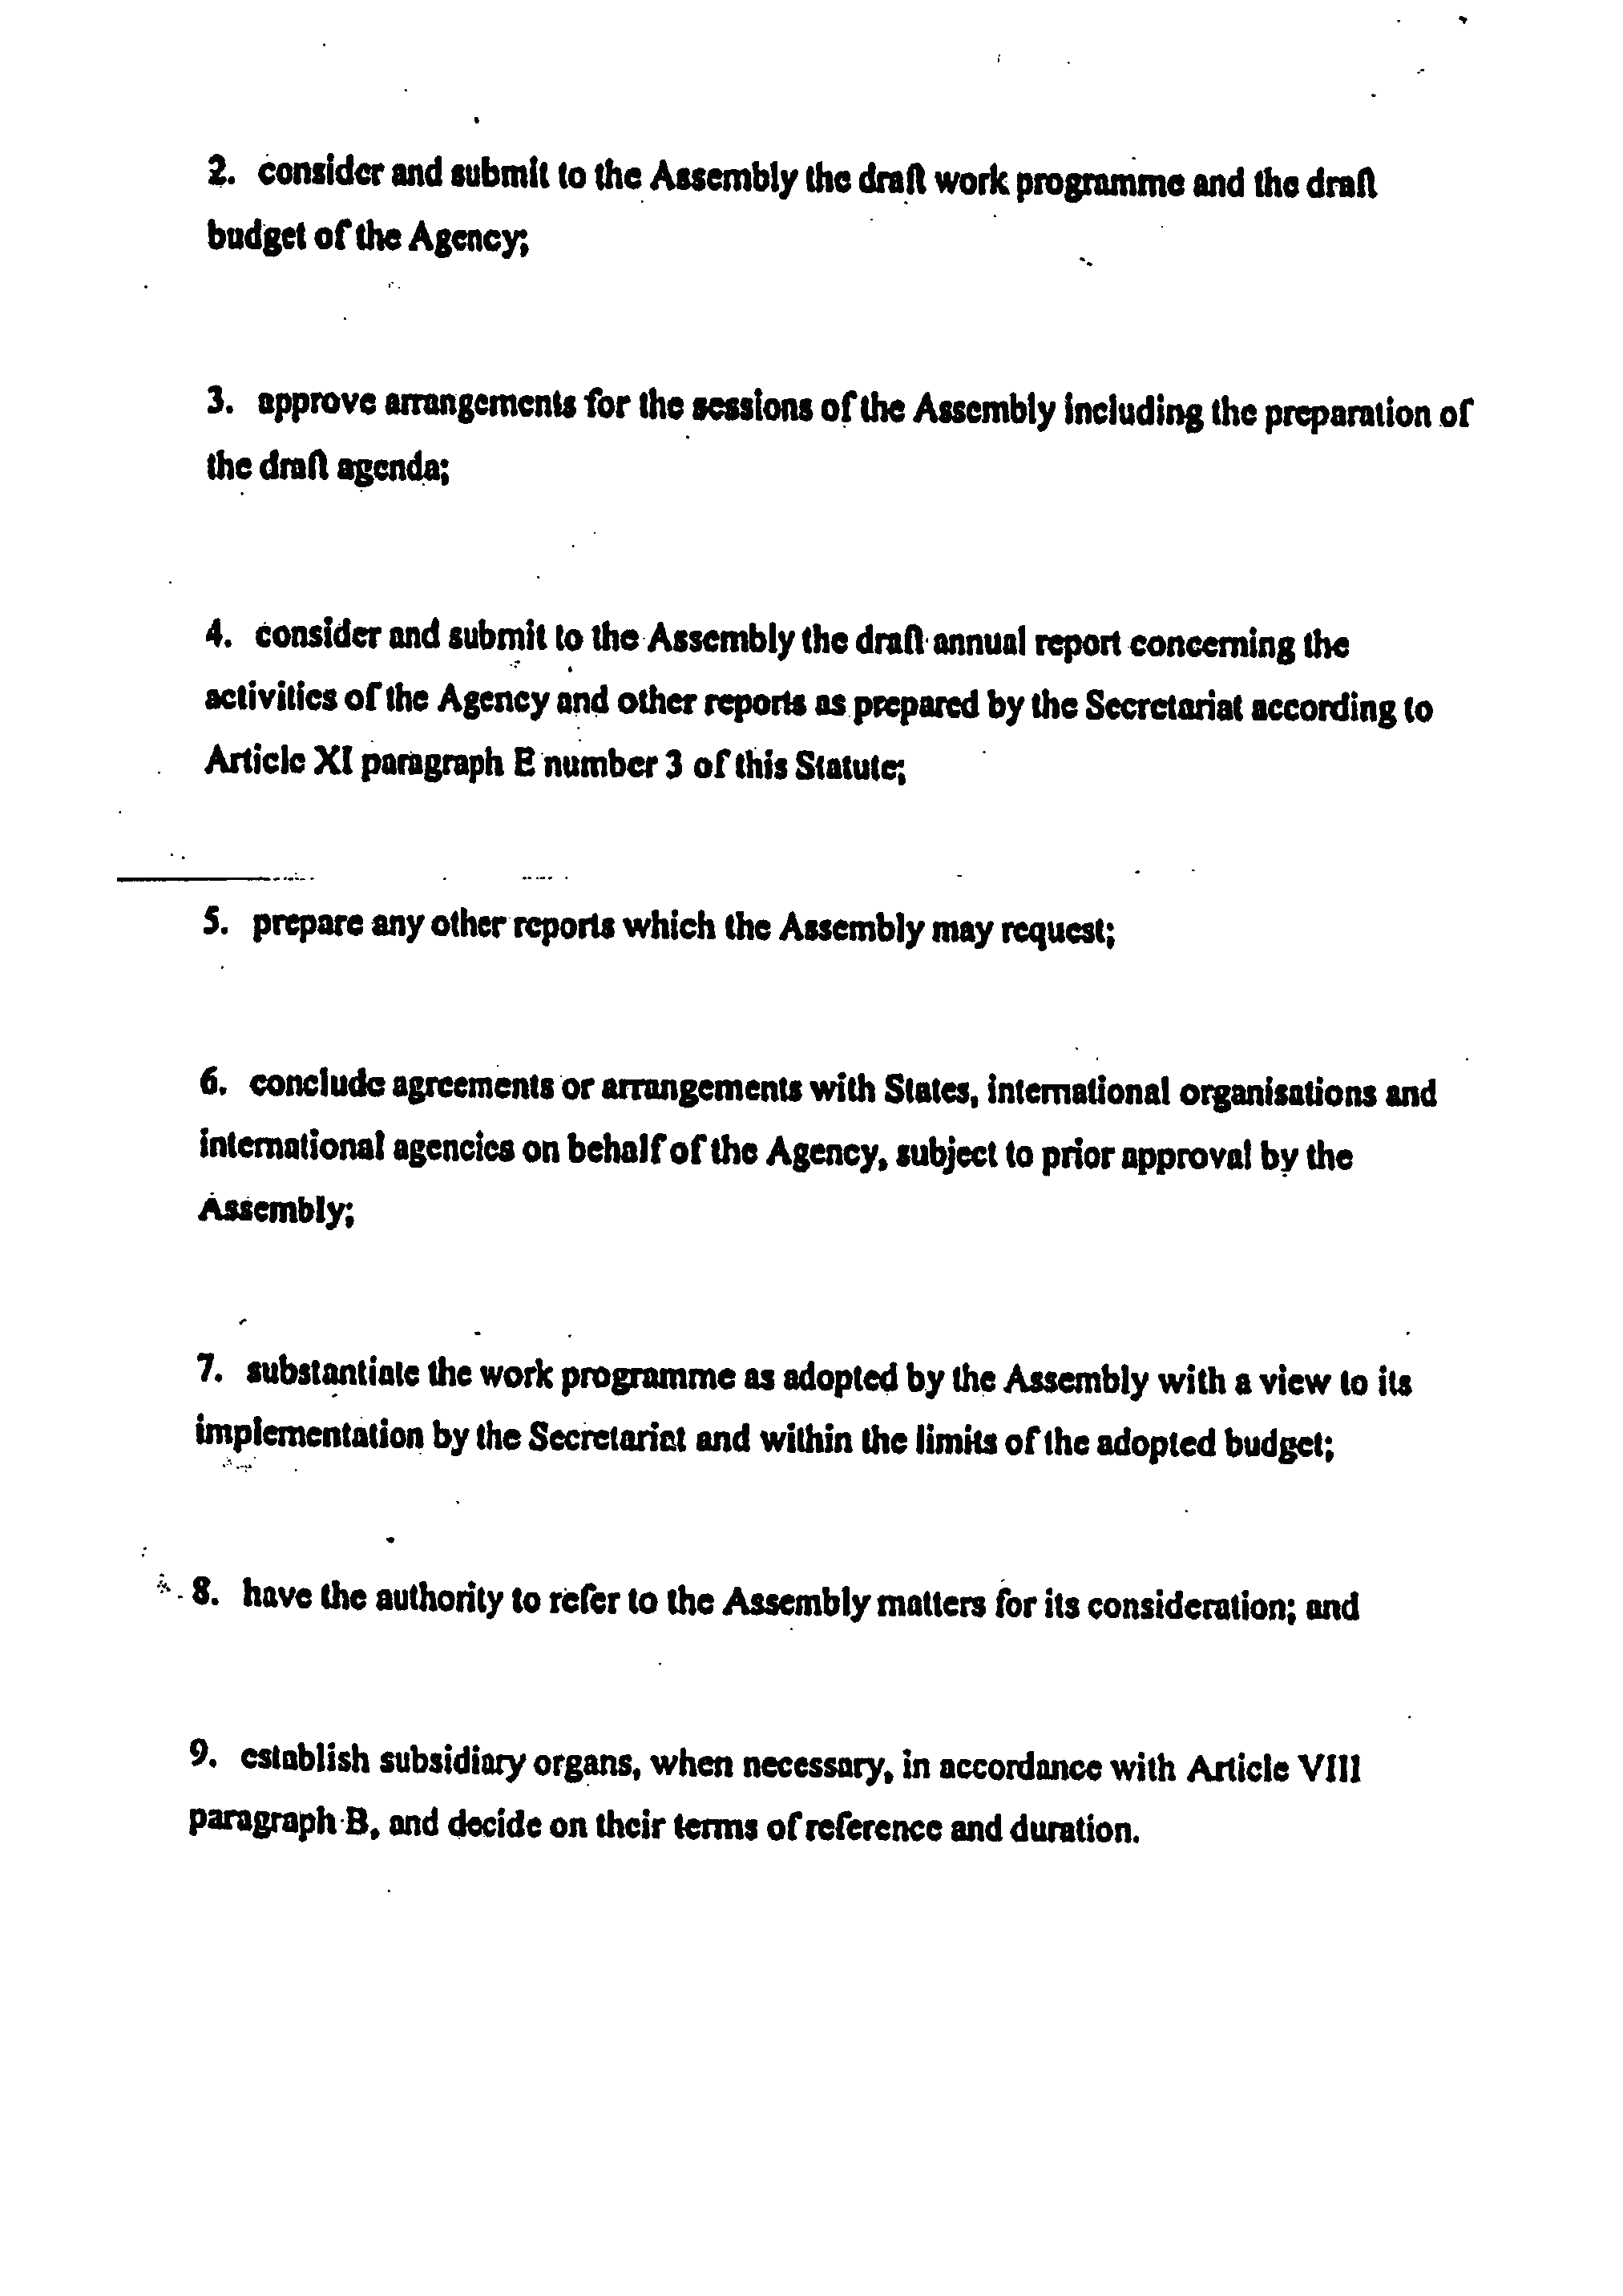 2. consider and submit to the Assembly the draft work programme and the draft
budget of the Agency;
3. approve arrangements for the sessions of the Assembly including the preparation of
the draft agenda;
4. consider and submit to the Assembly the draft annual report concerning the
activities of the Agency and other reports as prepared by the Secretariat according to
Article XI paragraph E number 3 of this Statute;
5. prepare any other reports which the Assembly may request;
6. conclude agreements or arrangements with States, international organisations and
international agencies on behalf of the Agency, subject to prior approval by the
Assembly;
7. substantiate the work programme as adopted by the Assembly with a view to its
implementation by the Secretariat and within the limits of the adopted budget;
8. have the authority to refer to the Assembly matters for its consideration; and
9. establish subsidiary organs, when necessary, in accordance with Article VIII
paragraph B, and decide on their terms of reference and duration.